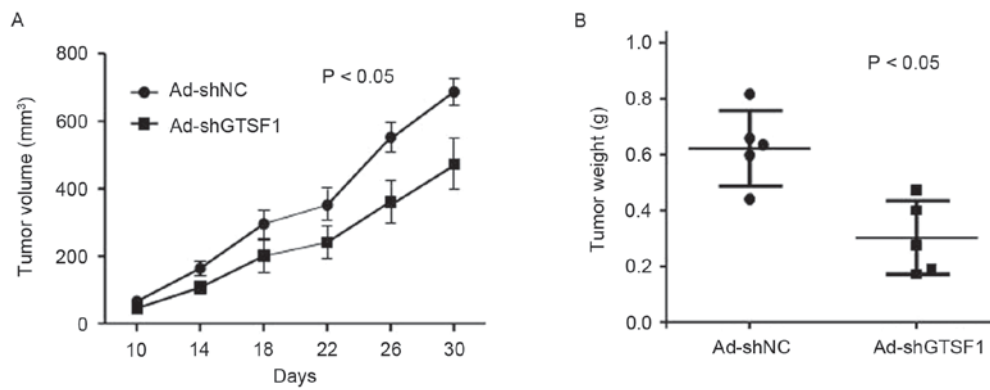 A
Tumor volume (mm³)
800
600
400
200
0
P < 0.05
Ad-shNC
Ad-shGTSF1
10 14 18 22 26 30
Days
B
Tumor weight (g)
1.0
0.8
0.6
0.4
0.2
0.0
P < 0.05
Ad-shNC Ad-shGTSF1